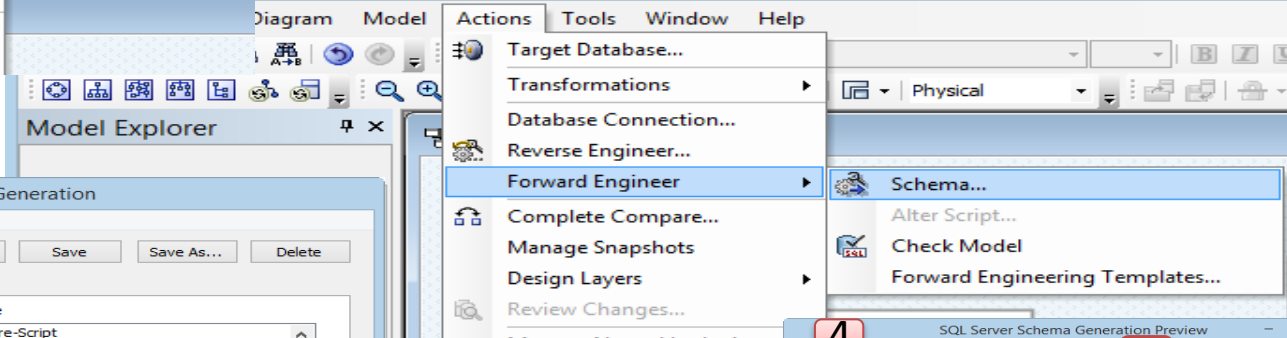 Diagram Model Actions Tools Window Help
Target Database...
Transformations
Physical
Database Connection...
Model Explorer
Reverse Engineer...
Forward Engineer
Schema...
Generation
Complete Compare...
Alter Script...
Save Save As... Delete
Manage Snapshots
Check Model
Design Layers
Forward Engineering Templates...
Review Changes...
re-Script
4
SQL Server Schema Generation Preview